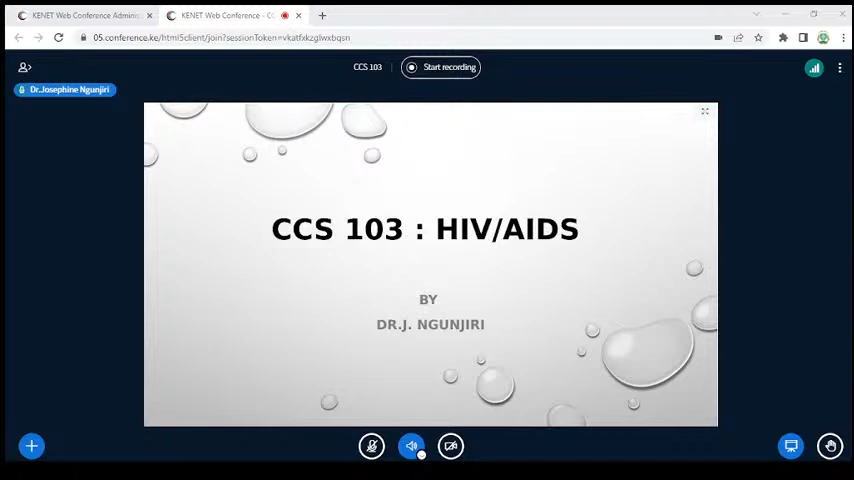 KENET Web Conference Adminis
KENET Web Conference - CC
05.conference.ke/html5client/join?sessionToken=vkatfxkzglwxbqsn
CCS 103
Start recording
Dr.Josephine Ngunjiri
CCS 103 : HIV/AIDS
BY
DR.J. NGUNJIRI